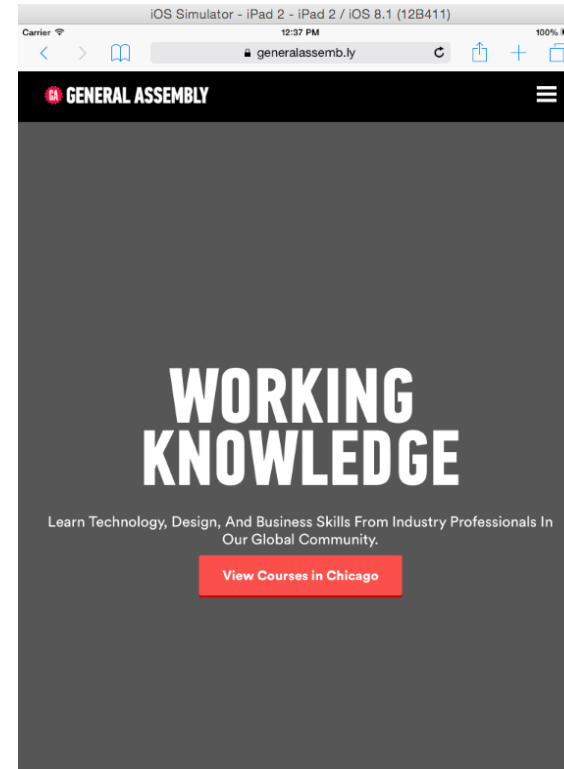 iOS Simulator - iPad 2 - iPad 2 / iOS 8.1 (12B411)
Carrier 12:37 PM 100%
generalassemb.ly
GA GENERAL ASSEMBLY
WORKING
KNOWLEDGE
Learn Technology, Design, And Business Skills From Industry Professionals In
Our Global Community.
View Courses in Chicago